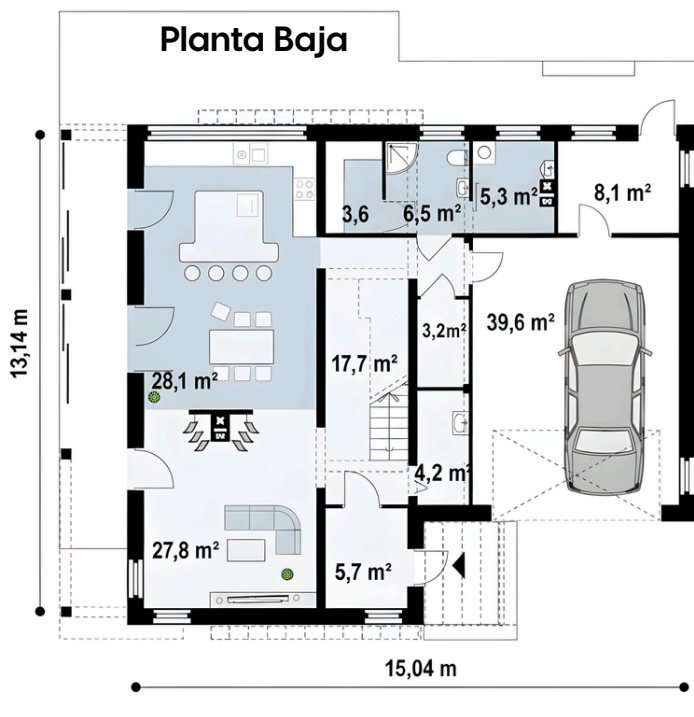 Planta Baja
3,6
6,5 m²
5,3 m²
8,1 m²
13,14 m
28,1 m²
17,7 m²
3,2m²
39,6 m²
4,2 m²
27,8 m²
5,7 m²
15,04 m